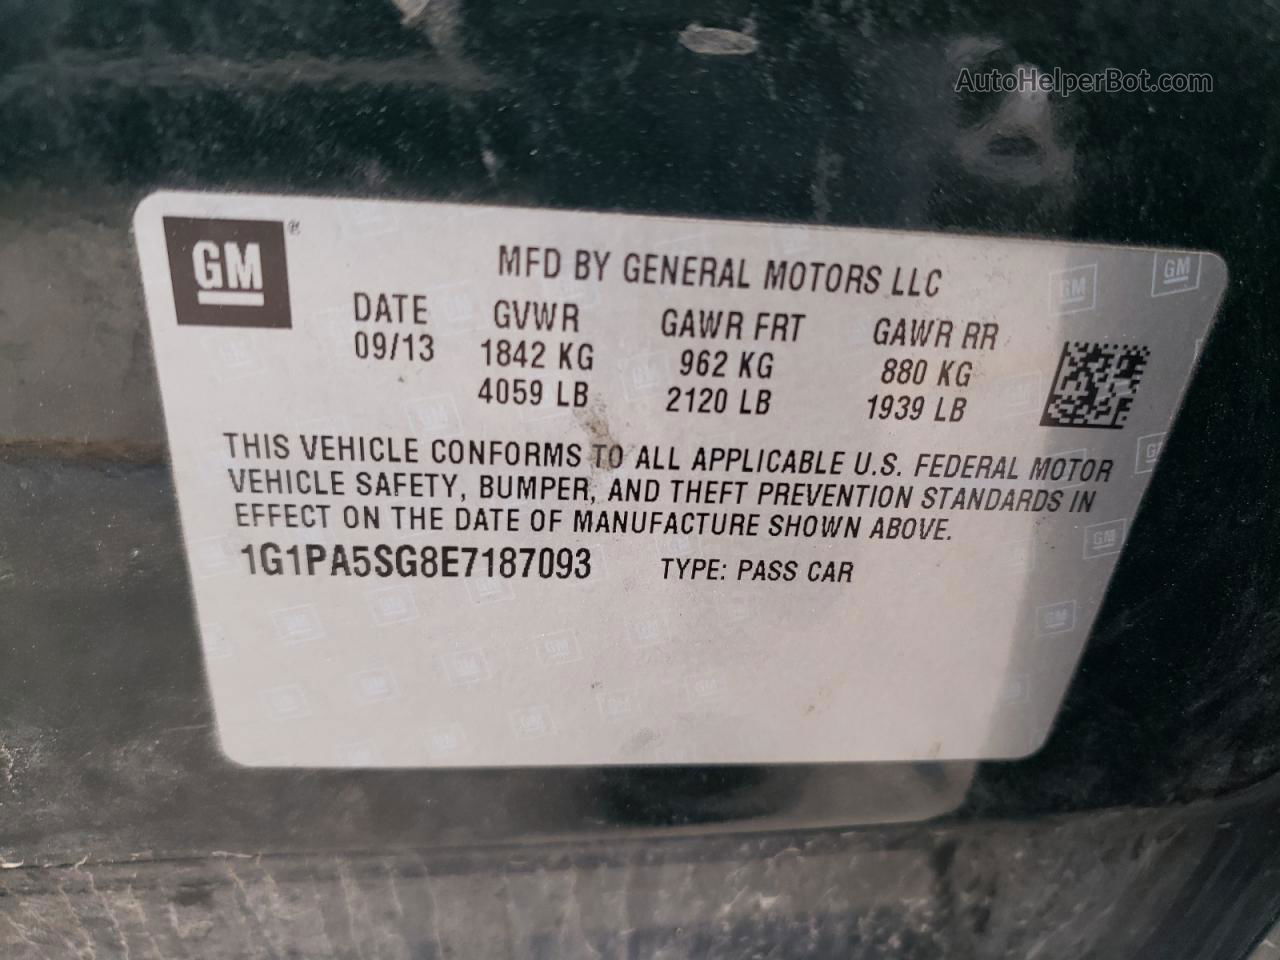 AutoHelperBot.com
GM®
MFD BY GENERAL MOTORS LLC
DATE GVWR GAWR FRT GAWR RR
09/13 1842 KG 962 KG 880 KG
4059 LB 2120 LB 1939 LB
THIS VEHICLE CONFORMS TO ALL APPLICABLE U.S. FEDERAL MOTOR
VEHICLE SAFETY, BUMPER, AND THEFT PREVENTION STANDARDS IN
EFFECT ON THE DATE OF MANUFACTURE SHOWN ABOVE.
1G1PA5SG8E7187093 TYPE: PASS CAR